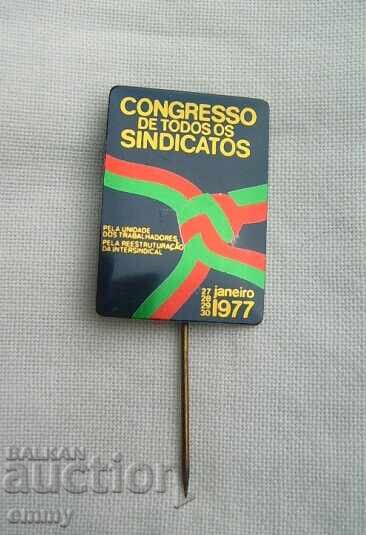 CONGRESSO
DE TODOS OS
SINDICATOS
PELA UNIDADE
DOS TRABALHADORES
PELA REESTRUTURAÇÃO
DA INTERSINDICAL
27
28
29
30
janeiro
1977
BALKAN
auction
emmy